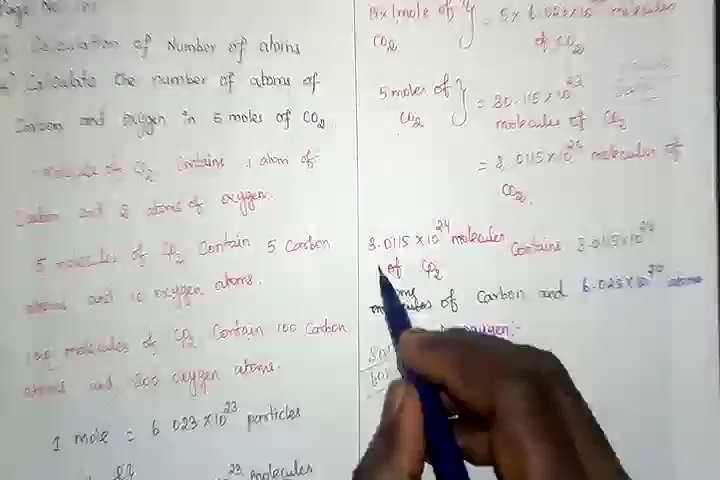 Page No:
Calculation of Number of atoms
Calculate the number of atoms of
Carbon and oxygen in 5 moles of CO2.
1 molecule of CO2 Contains 1 atom of
Carbon and 2 atoms of oxygen.
5 molecules of CO2 Contain 5 Carbon
atoms and 10 oxygen atoms.
100 molecules of CO2 Contain 100 Carbon
atoms and 200 oxygen atoms.
1 mole = 6.023×10^23 particles
molecules
5×1 mole of } = 5× 6.023×10 molecules
CO2 of CO2
5 moles of } = 30.115×10^23
CO2 molecules of CO2
= 3.0115×10^24 molecules of
CO2.
3.0115×10^24 molecules Contains 3.0115×10^24
of CO2
of Carbon and 6.023×10^24 atoms
oxygen:-